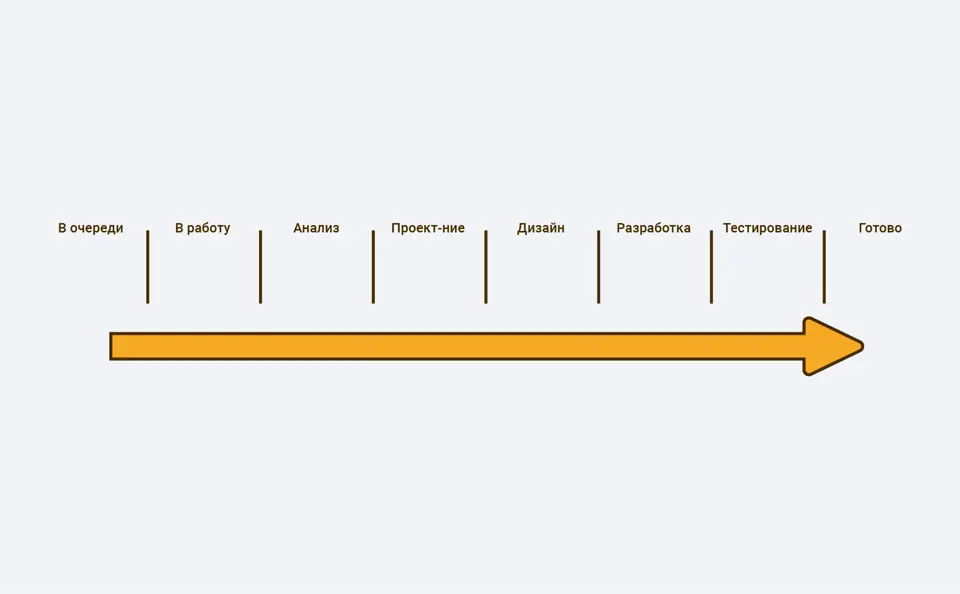 В очереди
В работу
Анализ
Проект-ние
Дизайн
Разработка
Тестирование
Готово